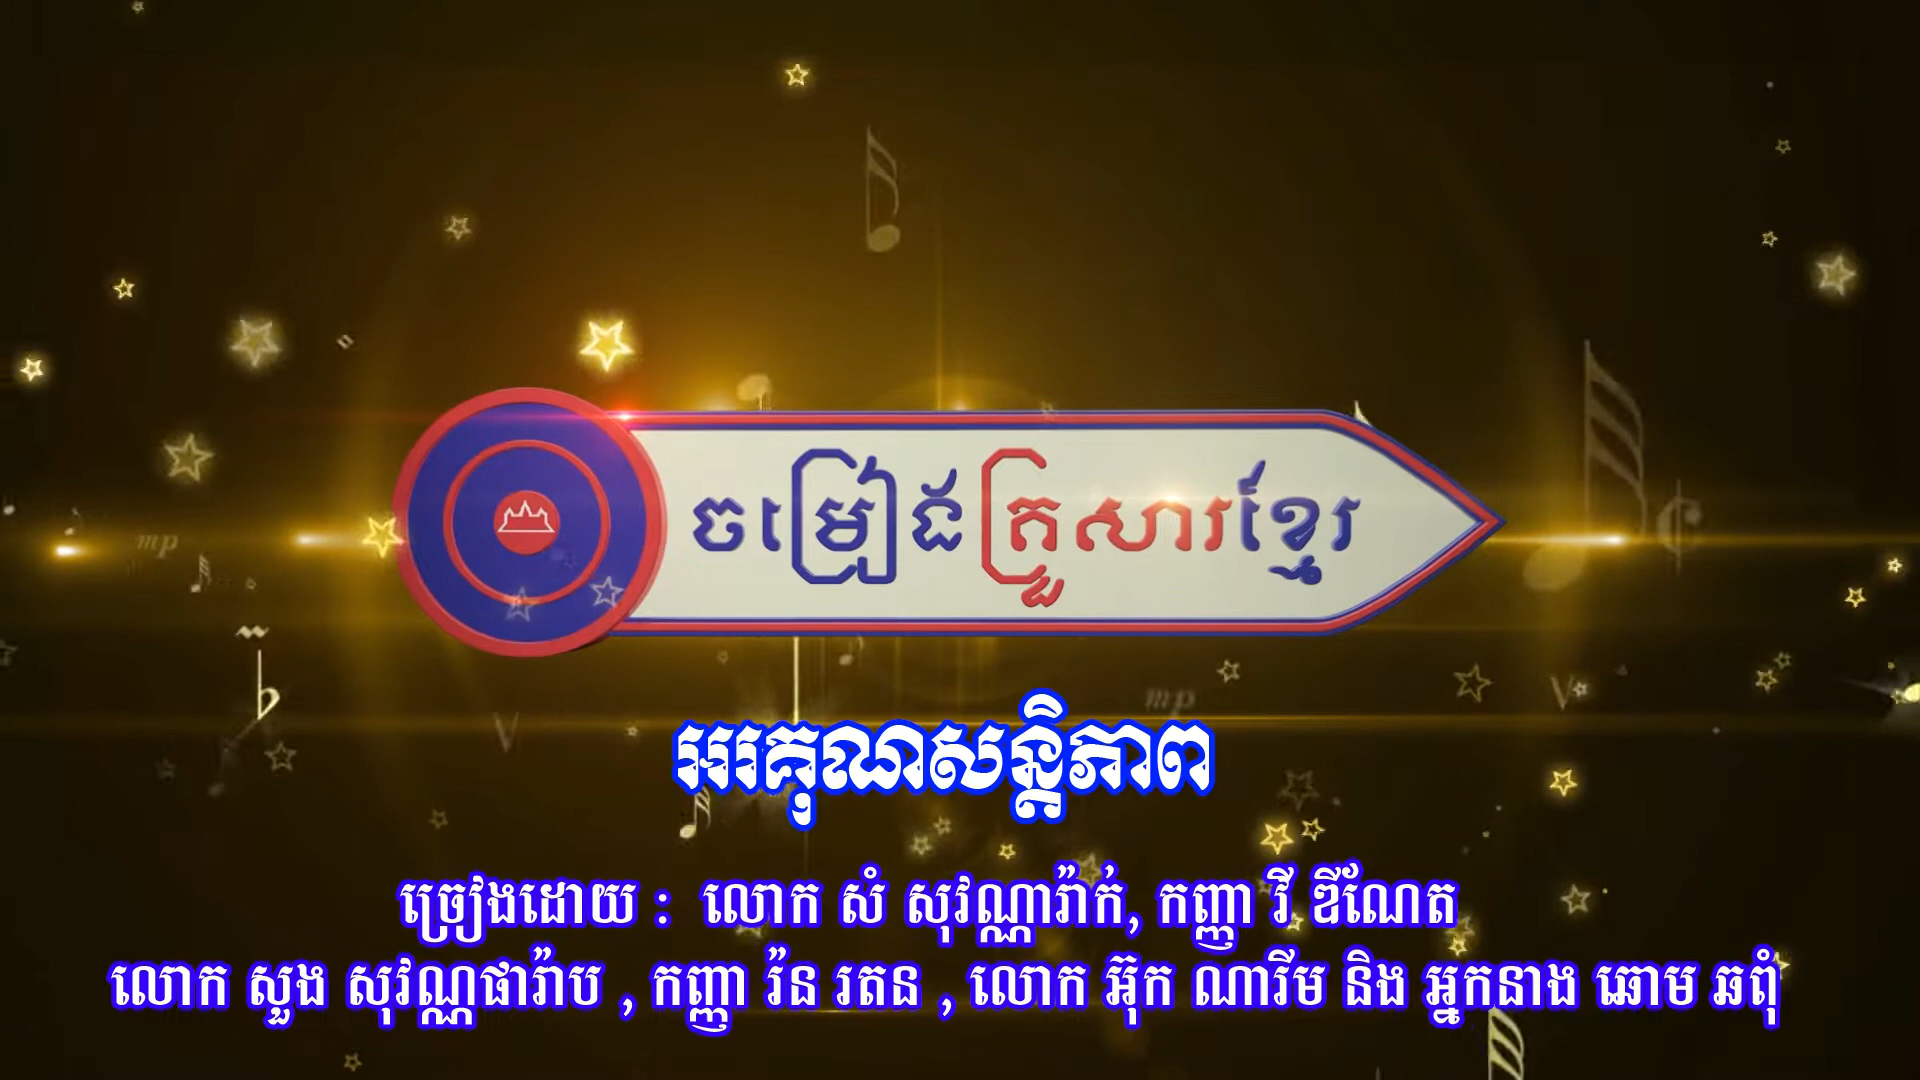 ចម្រៀងគ្រួសារខ្មែរ
អរគុណសន្តិភាព
ច្រៀងដោយ : លោក សំ សុវណ្ណារ៉ាក់, កញ្ញា រី ឌីណែត
លោក សួង សុវណ្ណផារ៉ាប , កញ្ញា រ៉ន រតន , លោក អ៊ុក ណារឹម និង អ្នកនាង ឆោម ឆពុំ
mp
mp